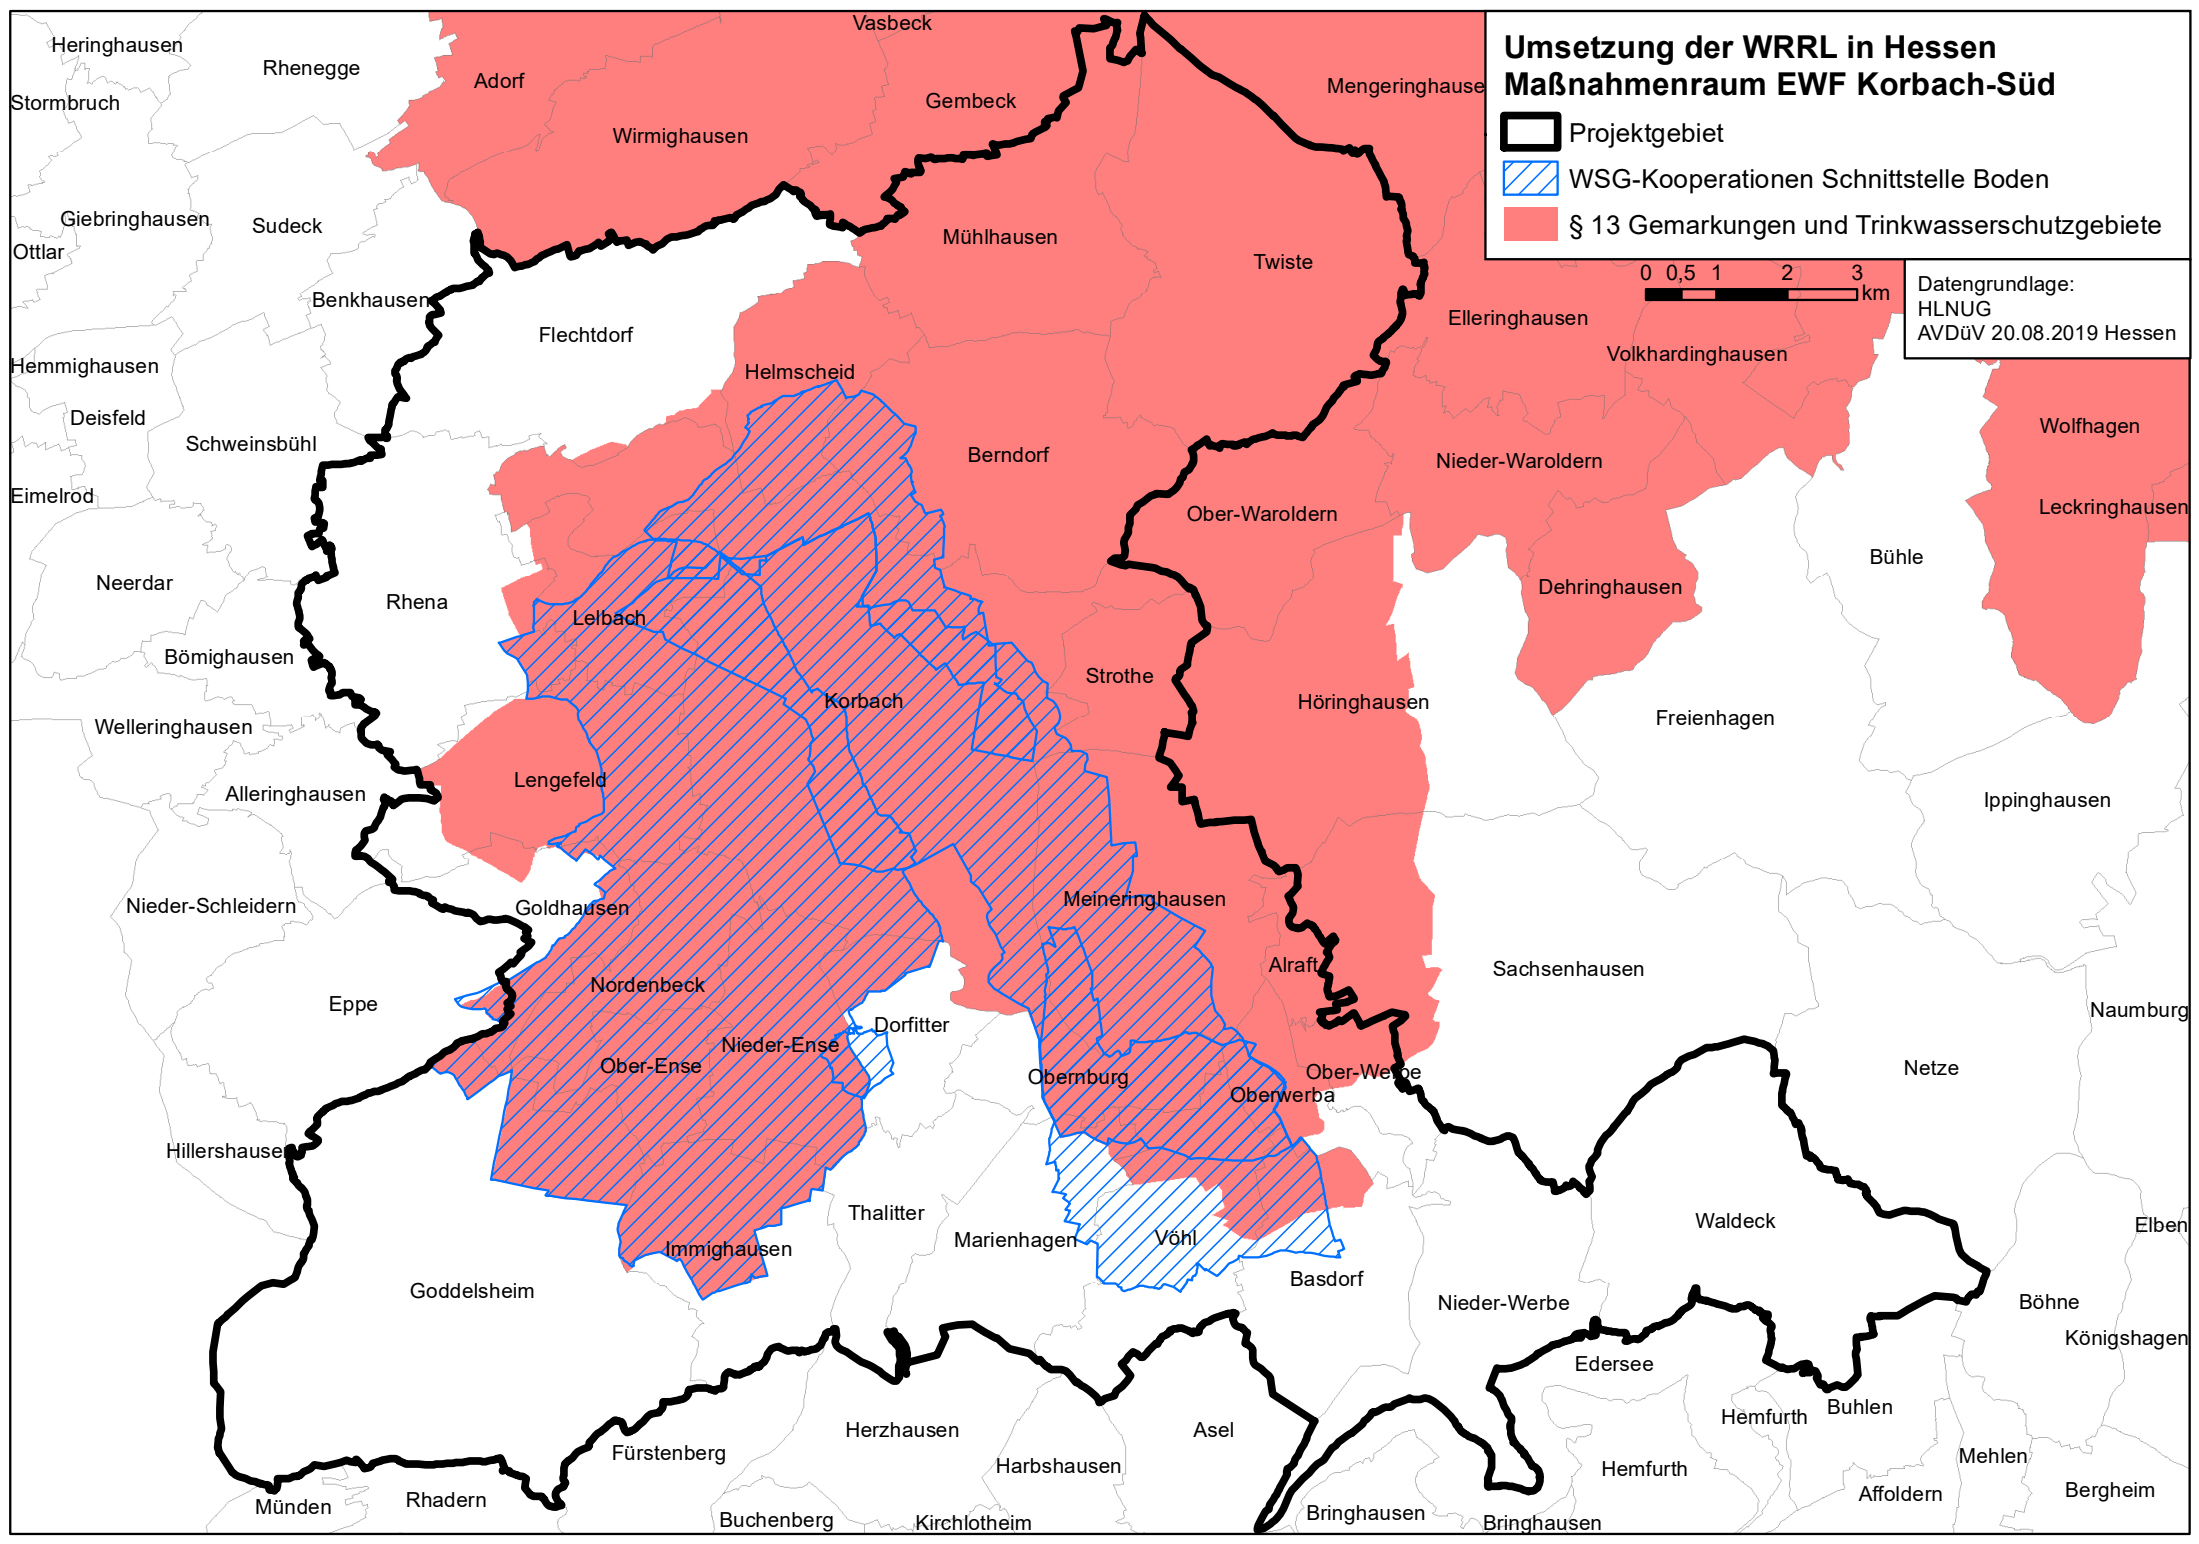 Umsetzung der WRRL in Hessen
Maßnahmenraum EWF Korbach-Süd
Projektgebiet
WSG-Kooperationen Schnittstelle Boden
§ 13 Gemarkungen und Trinkwasserschutzgebiete
0 0,5 1 2 3
km
Datengrundlage:
HLNUG
AVDüV 20.08.2019 Hessen
Vasbeck
Heringhausen
Rhenegge
Adorf
Mengeringhause
Stormbruch
Gembeck
Wirmighausen
Giebringhausen
Sudeck
Mühlhausen
Ottlar
Twiste
Benkhausen
Elleringhausen
Flechtdorf
Volkhardinghausen
Hemmighausen
Helmscheid
Deisfeld
Wolfhagen
Schweinsbühl
Berndorf
Nieder-Waroldern
Eimelrod
Leckringhausen
Ober-Waroldern
Bühle
Neerdar
Dehringhausen
Rhena
Lelbach
Bömighausen
Strothe
Korbach
Höringhausen
Freienhagen
Welleringhausen
Lengefeld
Alleringhausen
Ippinghausen
Meineringhausen
Nieder-Schleidern
Goldhausen
Alraft
Sachsenhausen
Nordenbeck
Eppe
Naumburg
Dorfitter
Nieder-Ense
Ober-Ense
Netze
Ober-Werbe
Obernburg
Oberwerba
Hillershausen
Thalitter
Waldeck
Elben
Marienhagen
Vöhl
Immighausen
Basdorf
Goddelsheim
Nieder-Werbe
Böhne
Königshagen
Edersee
Buhlen
Hemfurth
Herzhausen
Asel
Fürstenberg
Mehlen
Harbshausen
Hemfurth
Bergheim
Affoldern
Rhadern
Münden
Bringhausen
Buchenberg
Kirchlotheim
Bringhausen